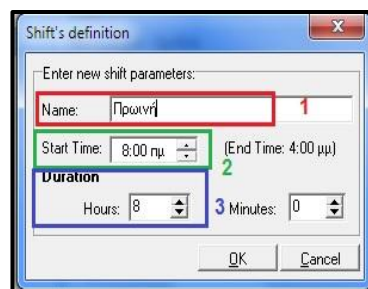 Shift's definition
Enter new shift parameters:
Name: Πρωινή 1
Start Time: 8:00 πμ (End Time: 4:00 μμ)
2
Duration
Hours: 8 3 Minutes: 0
OK Cancel